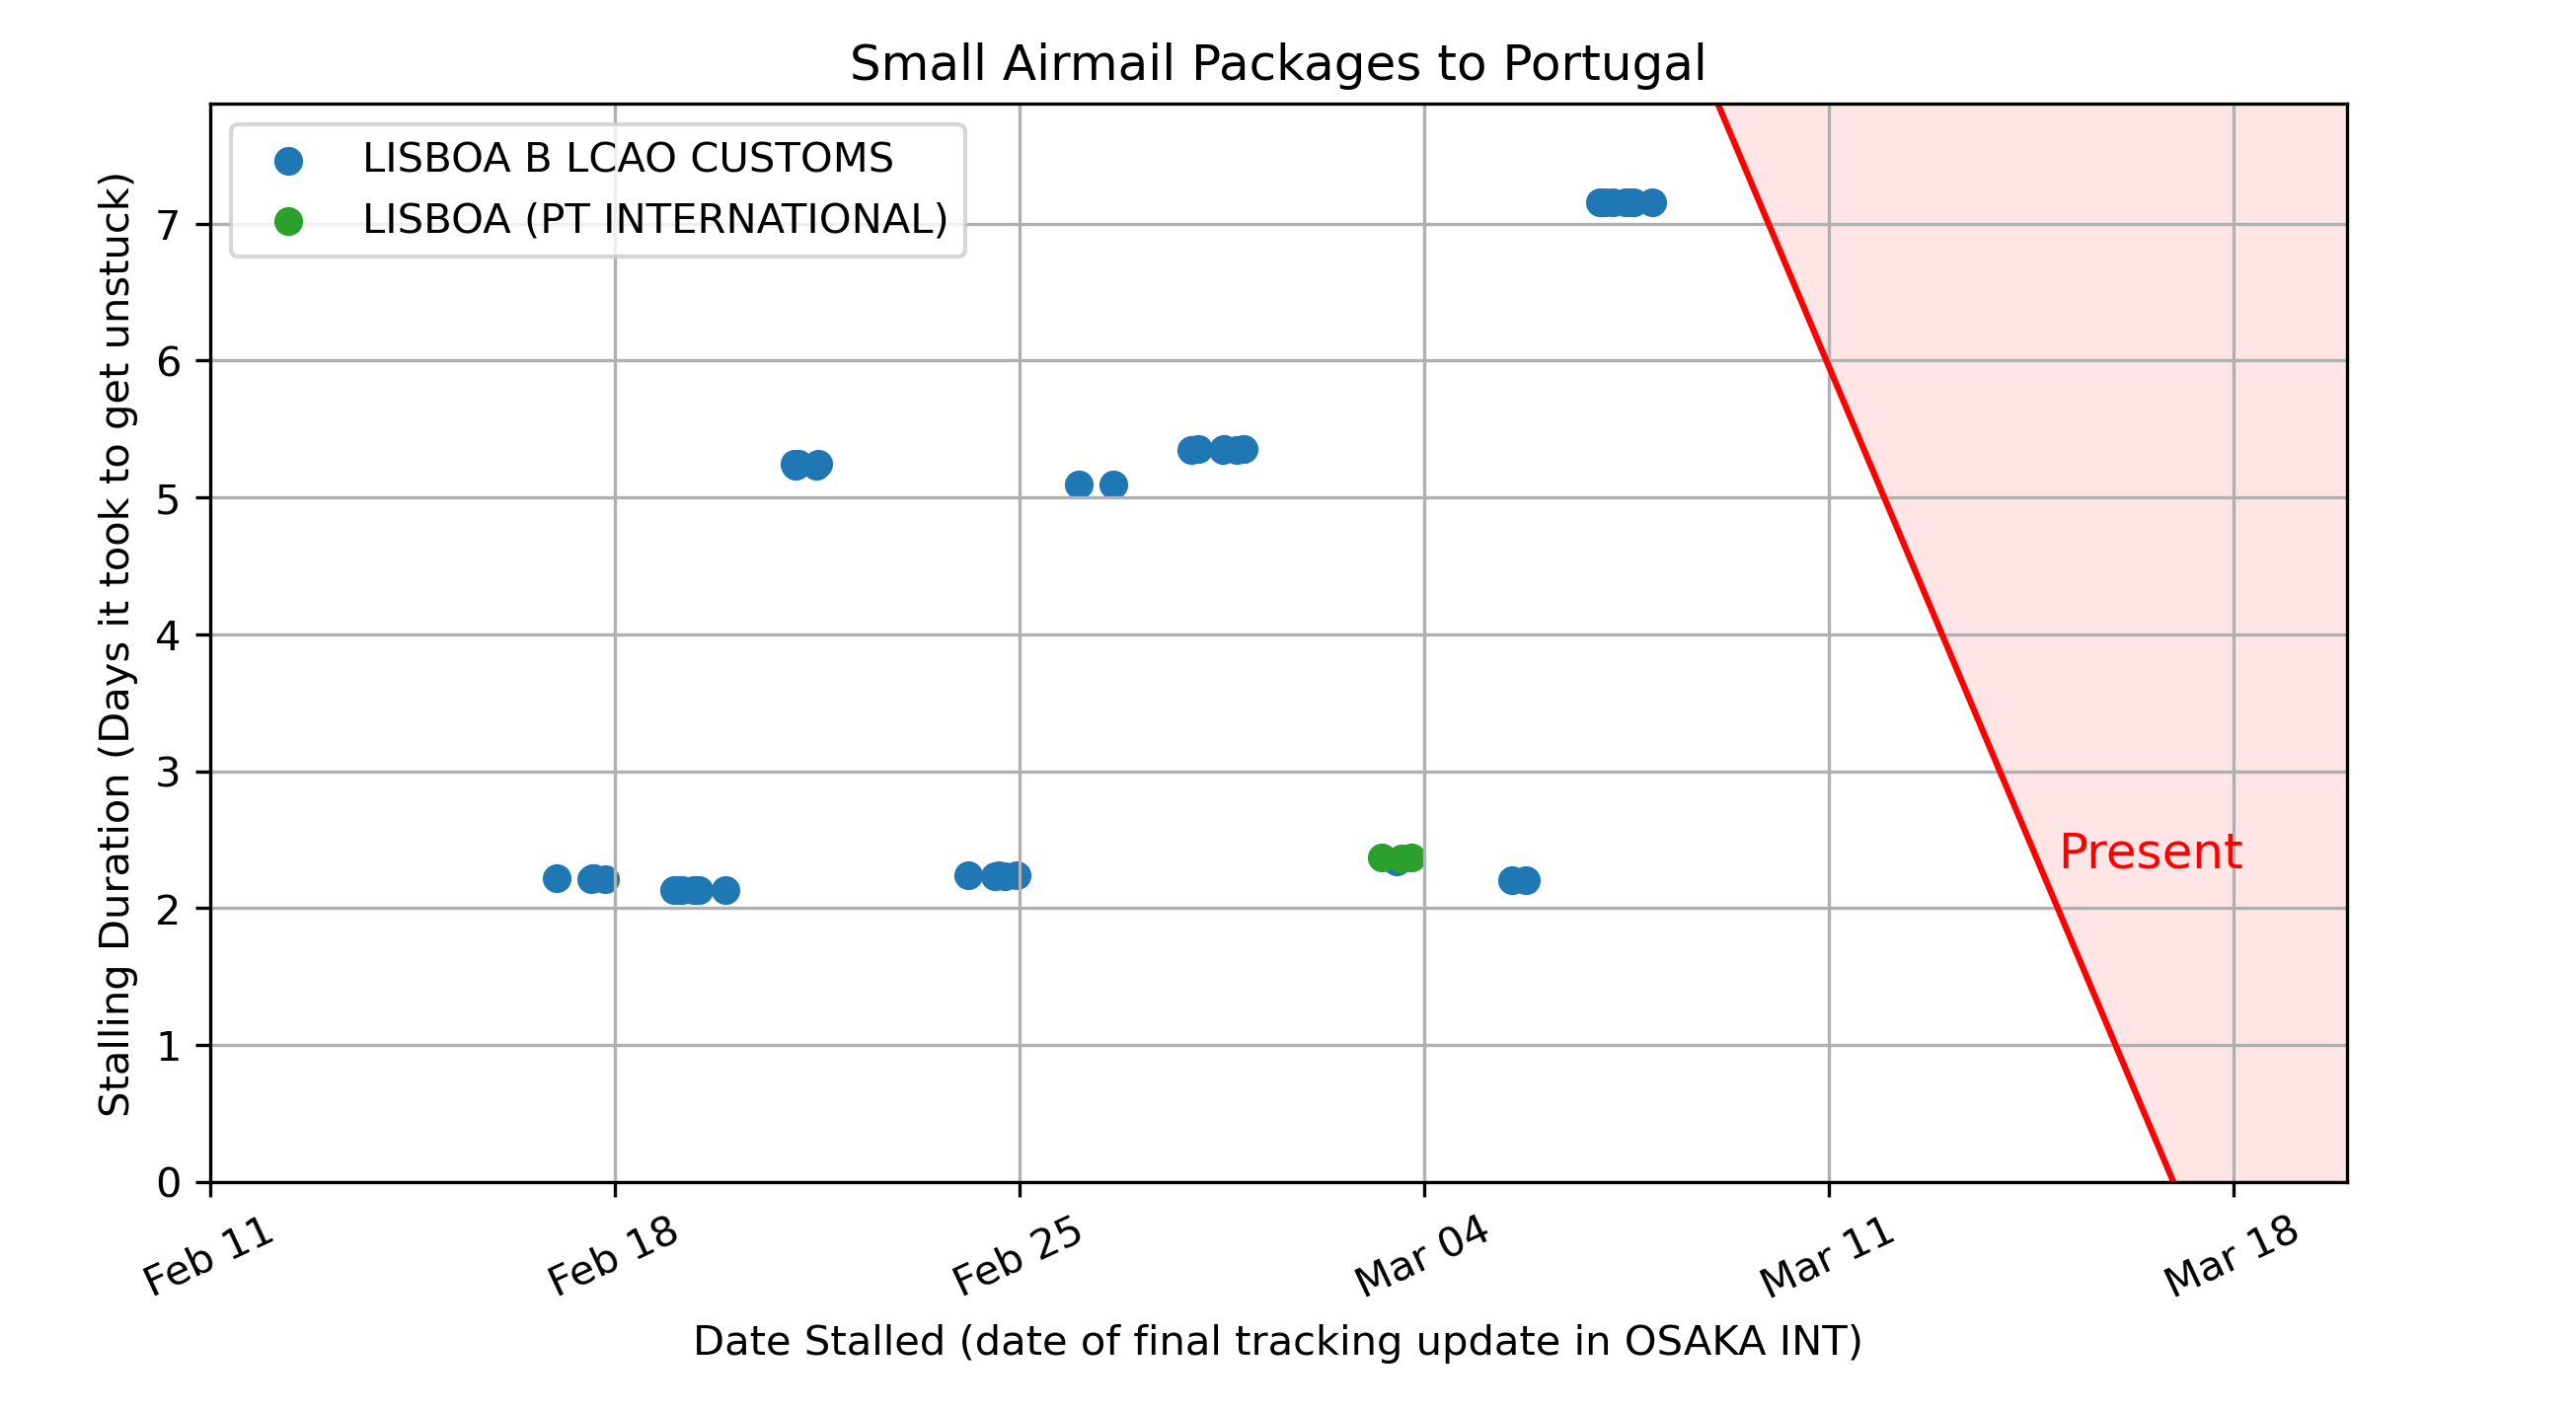 Small Airmail Packages to Portugal
LISBOA B LCAO CUSTOMS
LISBOA (PT INTERNATIONAL)
Stalling Duration (Days it took to get unstuck)
7
6
5
4
3
2
1
0
Present
Feb 11
Feb 18
Feb 25
Mar 04
Mar 11
Mar 18
Date Stalled (date of final tracking update in OSAKA INT)